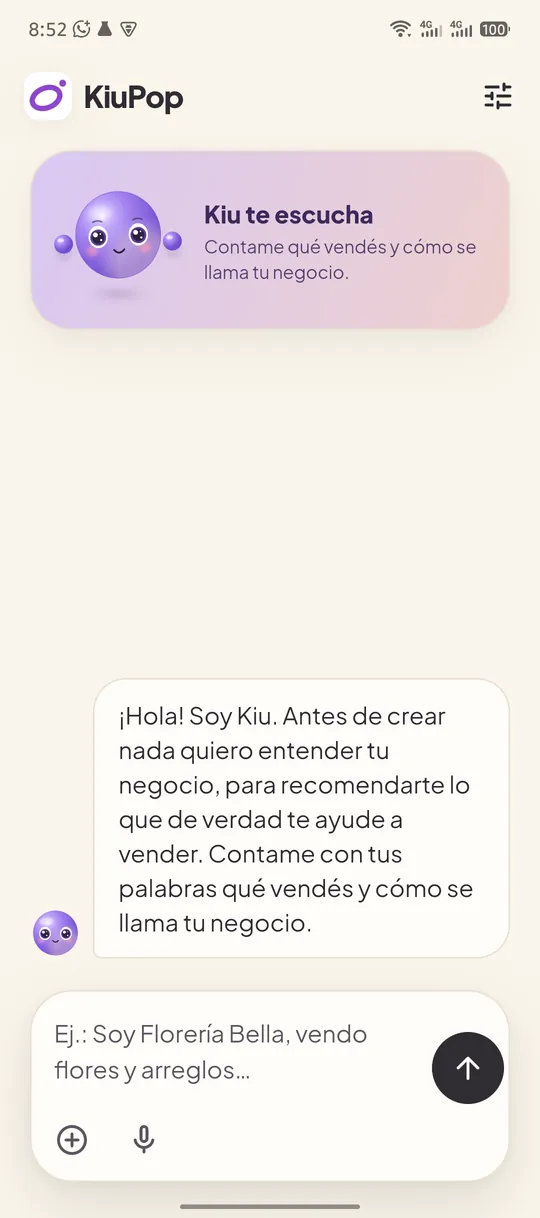 8:52
4G 4G 100
KiuPop
Kiu te escucha
Contame qué vendés y cómo se
llama tu negocio.
¡Hola! Soy Kiu. Antes de crear
nada quiero entender tu
negocio, para recomendarte lo
que de verdad te ayude a
vender. Contame con tus
palabras qué vendés y cómo se
llama tu negocio.
Ej.: Soy Florería Bella, vendo
flores y arreglos...